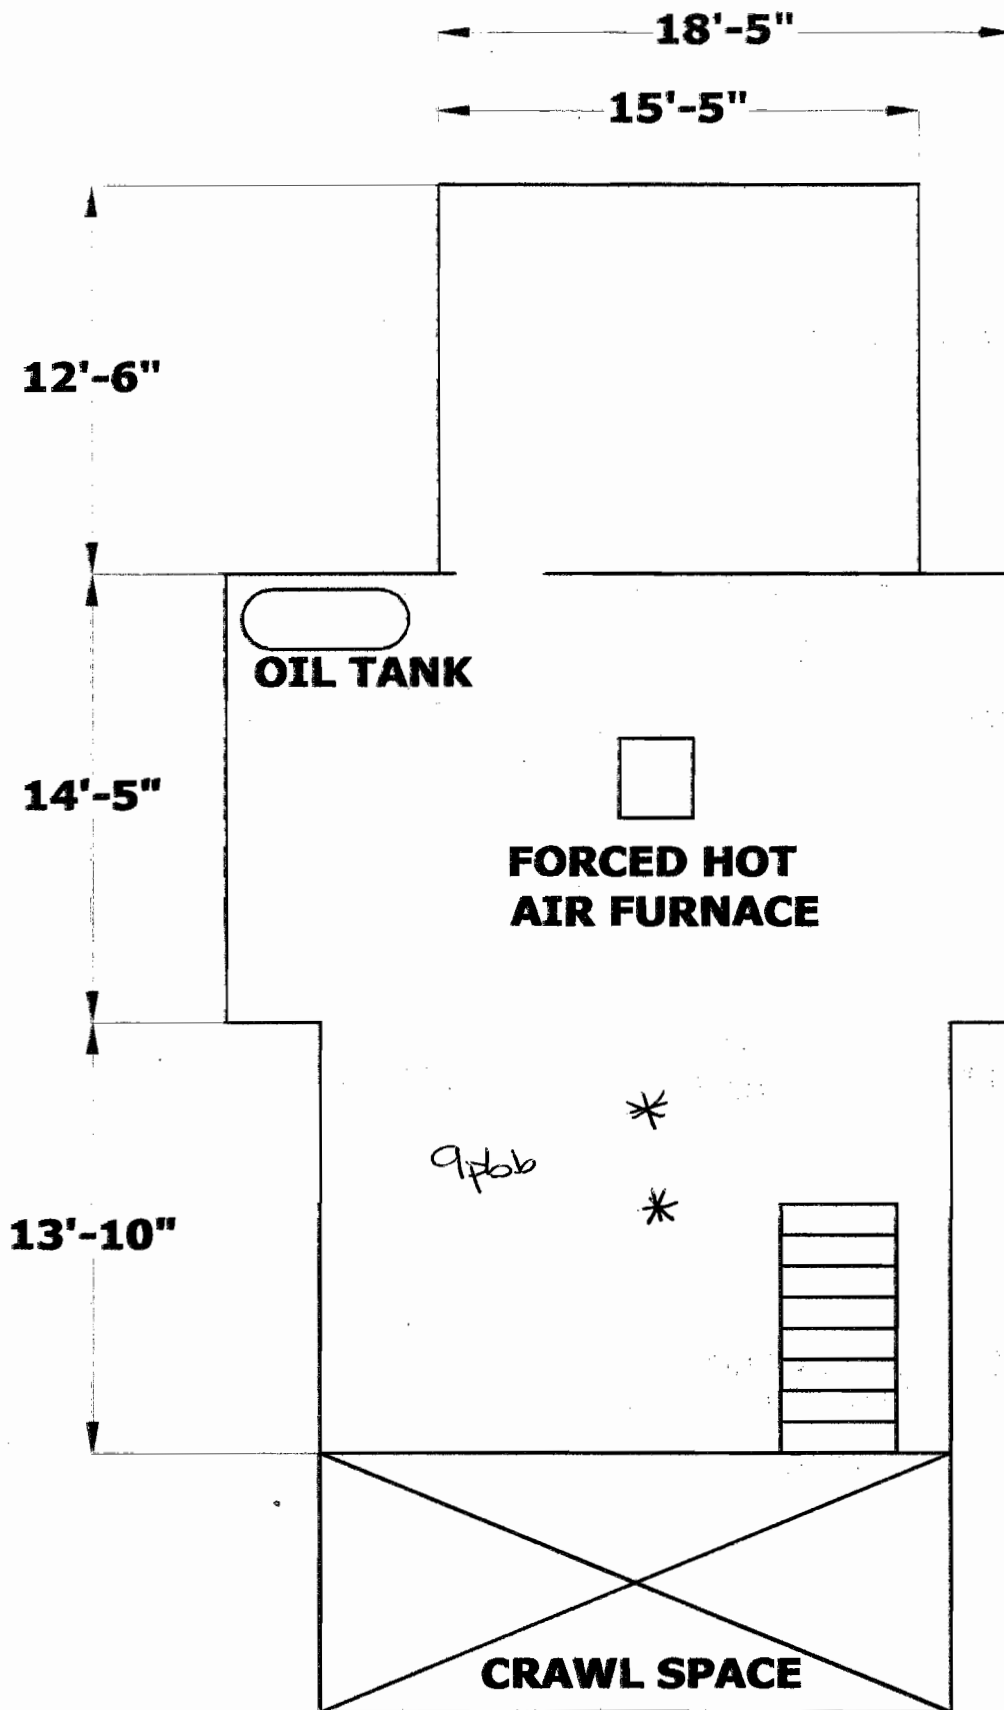 18'-5"
15'-5"
12'-6"
OIL TANK
14'-5"
FORCED HOT
AIR FURNACE
13'-10"
CRAWL SPACE